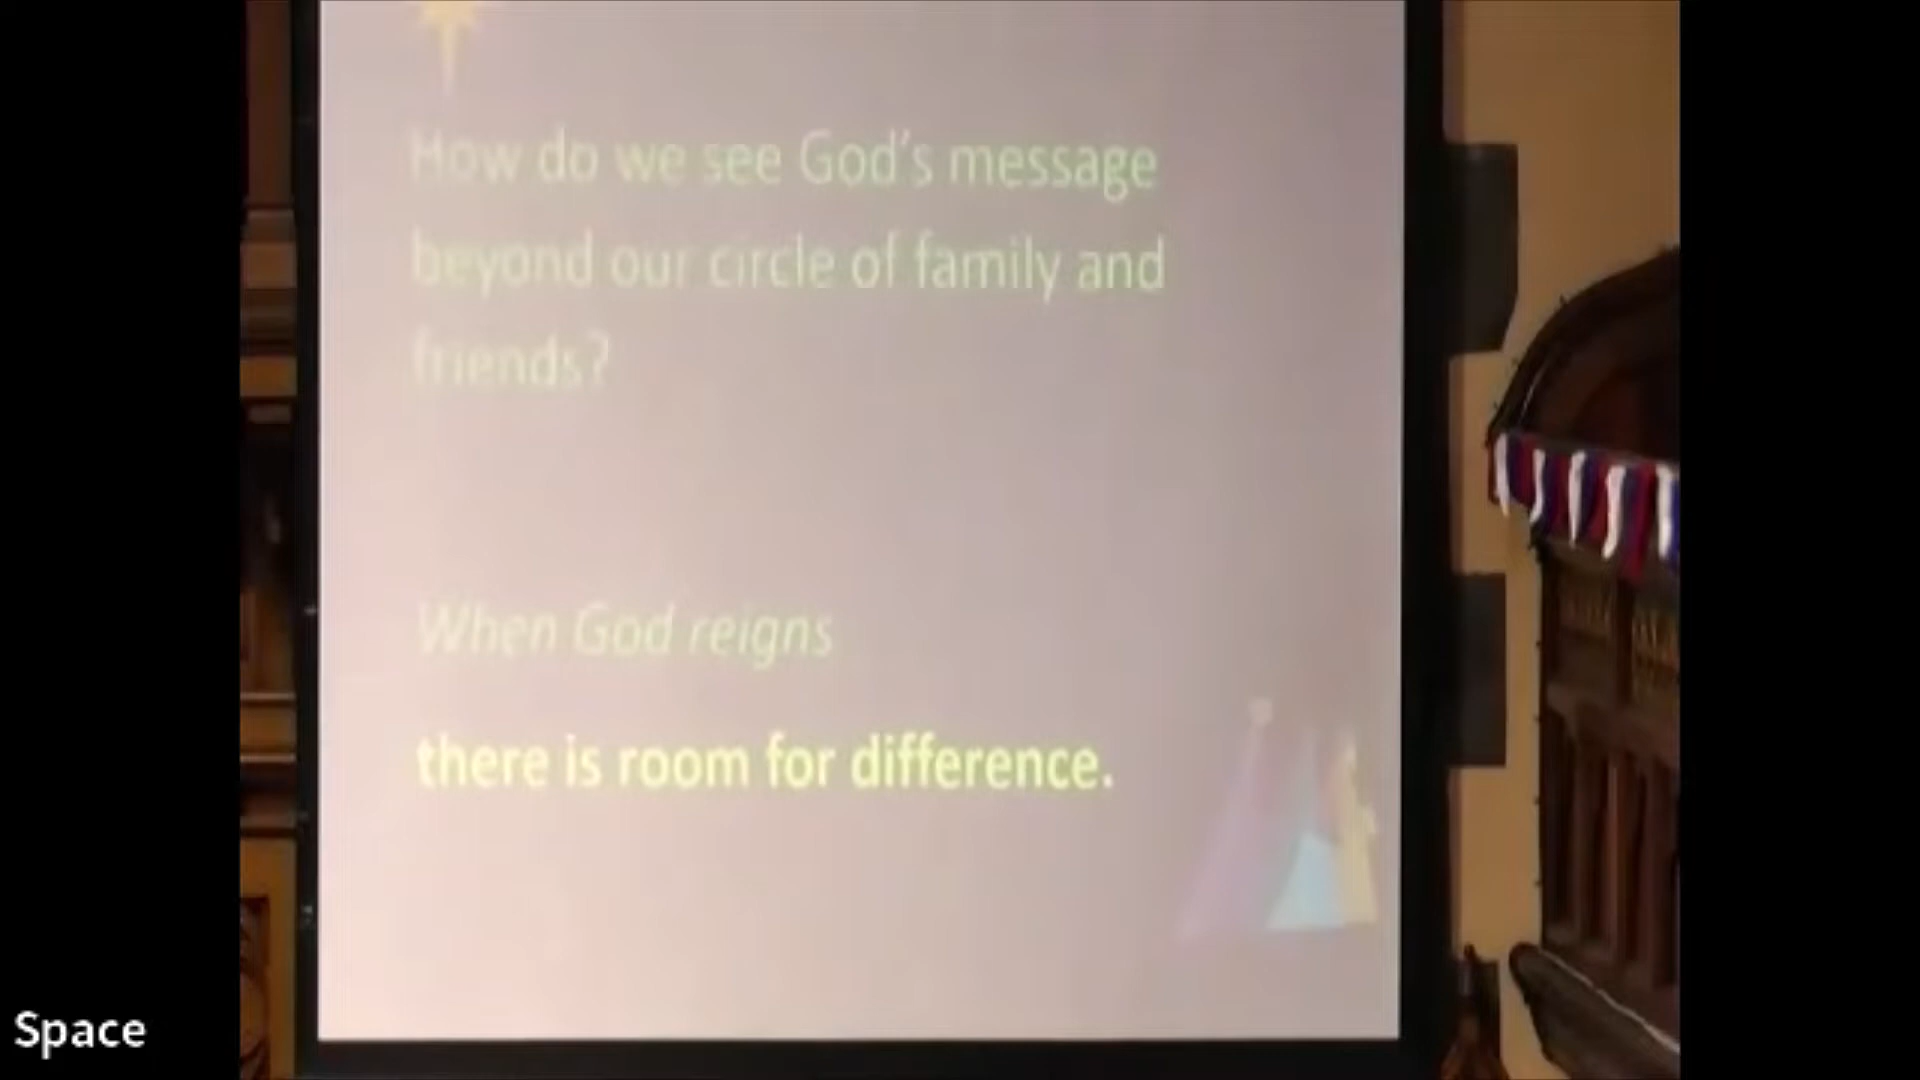 How do we see God's message
beyond our circle of family and
friends?
When God reigns
there is room for difference.
Space